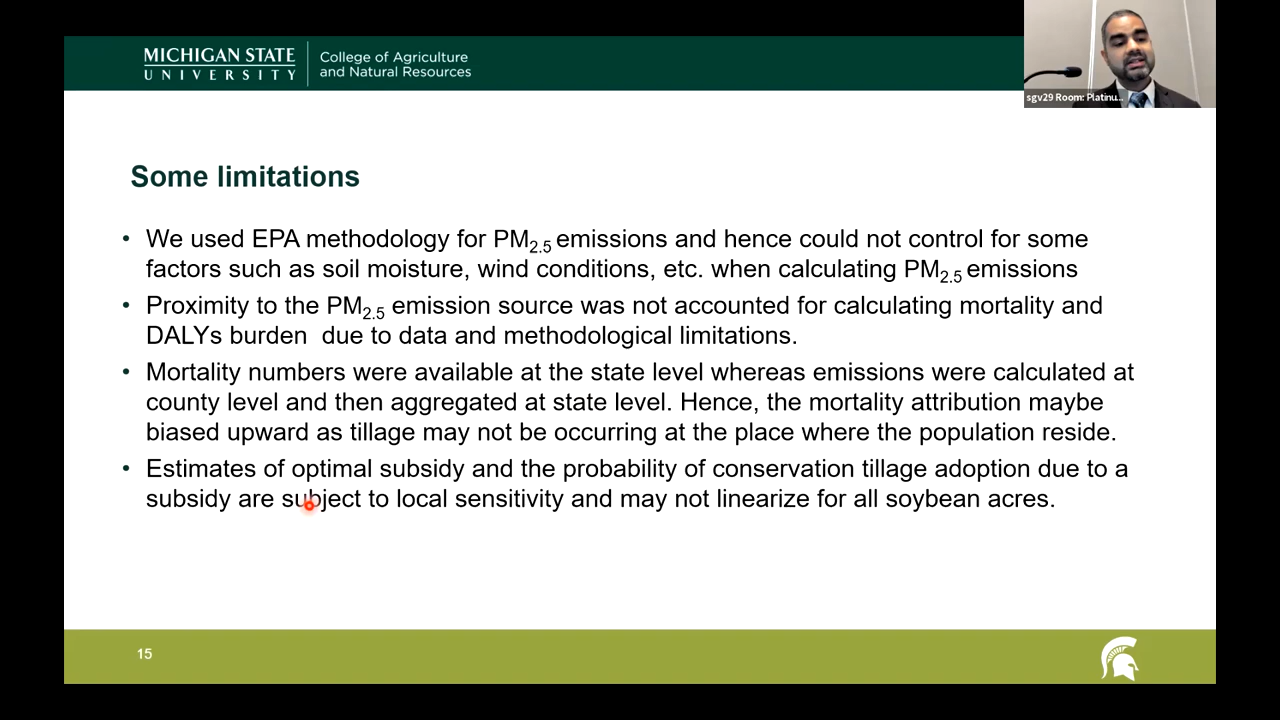 MICHIGAN STATE
UNIVERSITY
College of Agriculture
and Natural Resources
sgv29 Room: Platinu...
Some limitations
• We used EPA methodology for PM2.5 emissions and hence could not control for some
factors such as soil moisture, wind conditions, etc. when calculating PM2.5 emissions
• Proximity to the PM2.5 emission source was not accounted for calculating mortality and
DALYs burden due to data and methodological limitations.
• Mortality numbers were available at the state level whereas emissions were calculated at
county level and then aggregated at state level. Hence, the mortality attribution maybe
biased upward as tillage may not be occurring at the place where the population reside.
• Estimates of optimal subsidy and the probability of conservation tillage adoption due to a
subsidy are subject to local sensitivity and may not linearize for all soybean acres.
15